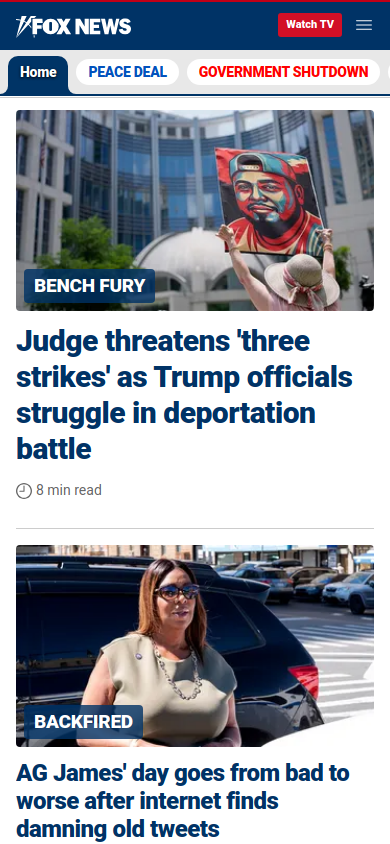 FOX NEWS
Watch TV
Home
PEACE DEAL
GOVERNMENT SHUTDOWN
BENCH FURY
Judge threatens 'three
strikes' as Trump officials
struggle in deportation
battle
8 min read
BACKFIRED
AG James' day goes from bad to
worse after internet finds
damning old tweets